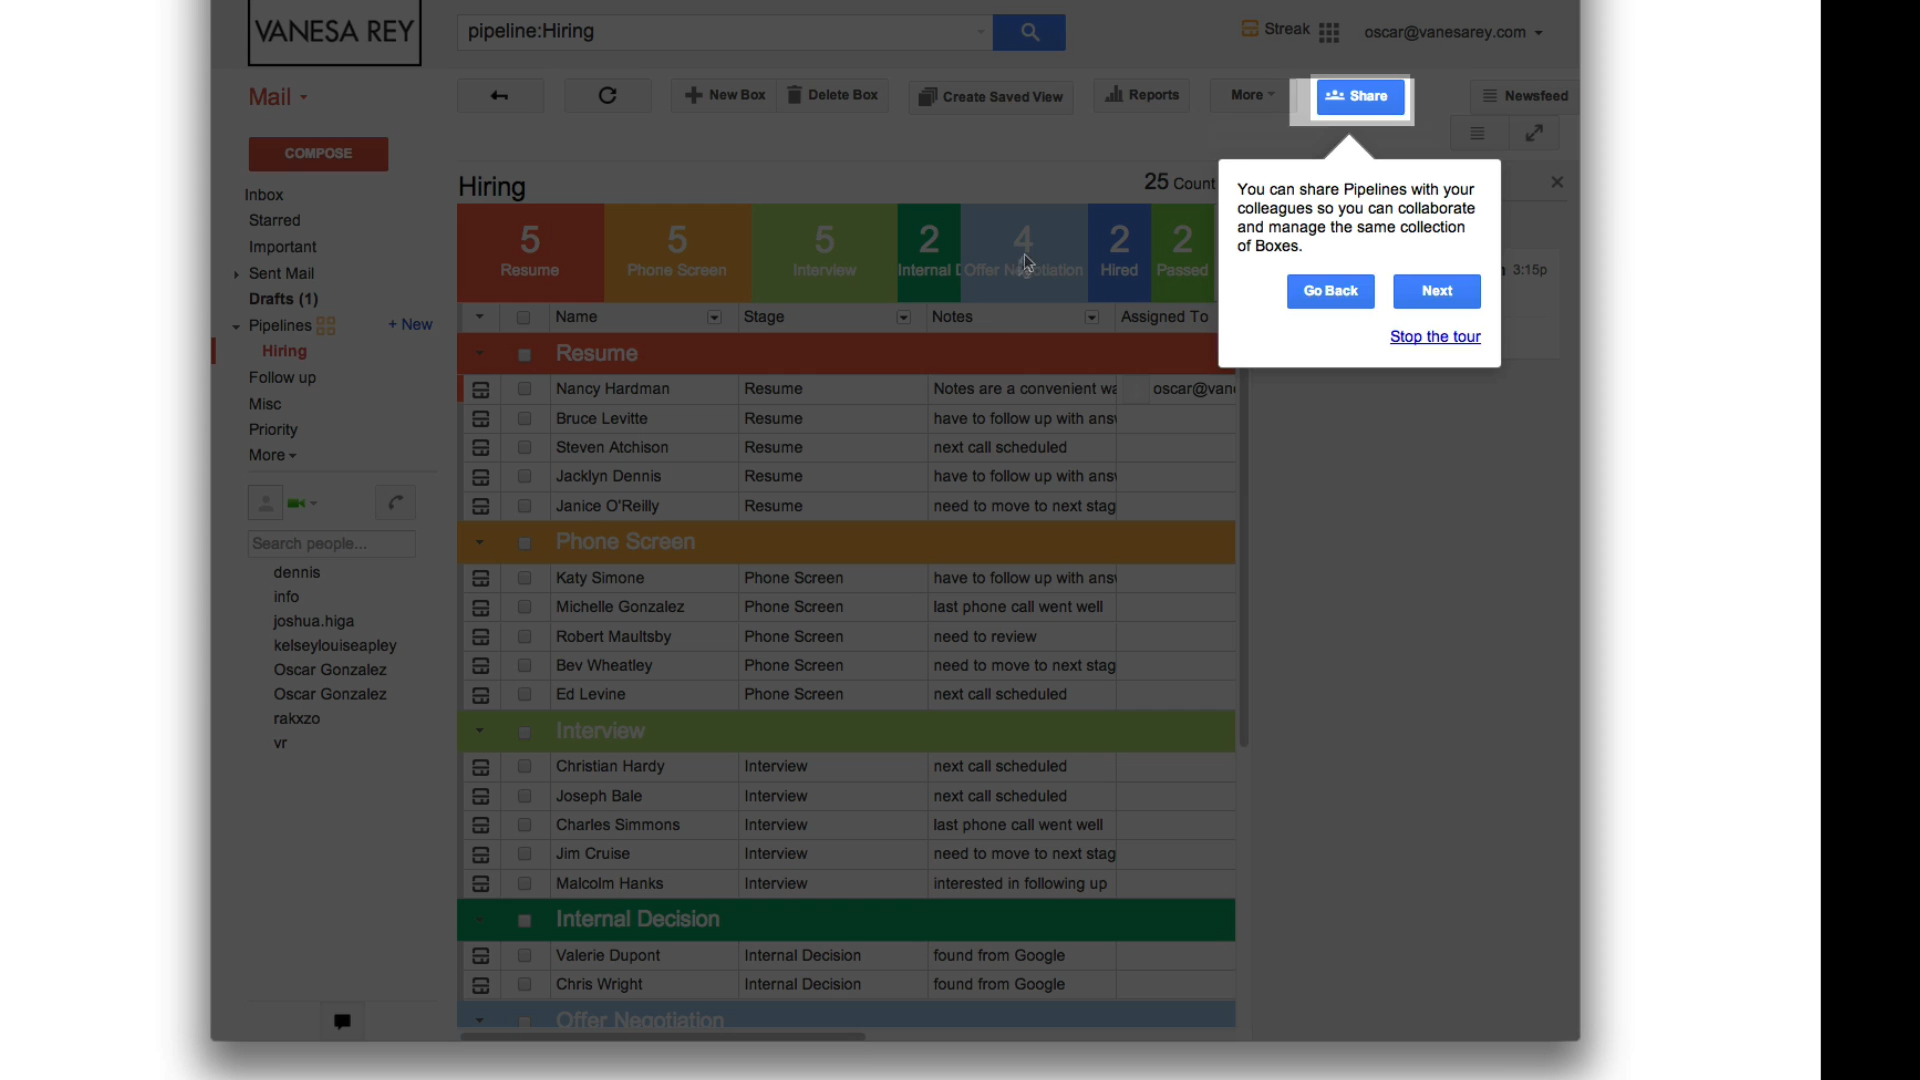 VANESA REY
pipeline:Hiring
Streak
oscar@vanesarey.com
Mail
New Box
Delete Box
Create Saved View
Reports
More
Share
Newsfeed
COMPOSE
Inbox
Starred
Important
Sent Mail
Drafts (1)
Pipelines
+ New
Hiring
Follow up
Misc
Priority
More
Search people...
dennis
info
joshua.higa
kelseylouiseapley
Oscar Gonzalez
Oscar Gonzalez
rakxzo
vr
Hiring
25 Count
5 Resume
5 Phone Screen
5 Interview
2 Internal D
4 Offer Negotiation
2 Hired
2 Passed
Name Stage Notes Assigned To
Resume
Nancy Hardman Resume Notes are a convenient wa oscar@van
Bruce Levitte Resume have to follow up with ans
Steven Atchison Resume next call scheduled
Jacklyn Dennis Resume have to follow up with ans
Janice O'Reilly Resume need to move to next stag
Phone Screen
Katy Simone Phone Screen have to follow up with ans
Michelle Gonzalez Phone Screen last phone call went well
Robert Maultsby Phone Screen need to review
Bev Wheatley Phone Screen need to move to next stag
Ed Levine Phone Screen next call scheduled
Interview
Christian Hardy Interview next call scheduled
Joseph Bale Interview next call scheduled
Charles Simmons Interview last phone call went well
Jim Cruise Interview need to move to next stag
Malcolm Hanks Interview interested in following up
Internal Decision
Valerie Dupont Internal Decision found from Google
Chris Wright Internal Decision found from Google
Offer Negotiation
You can share Pipelines with your
colleagues so you can collaborate
and manage the same collection
of Boxes.
Go Back
Next
Stop the tour
3:15p